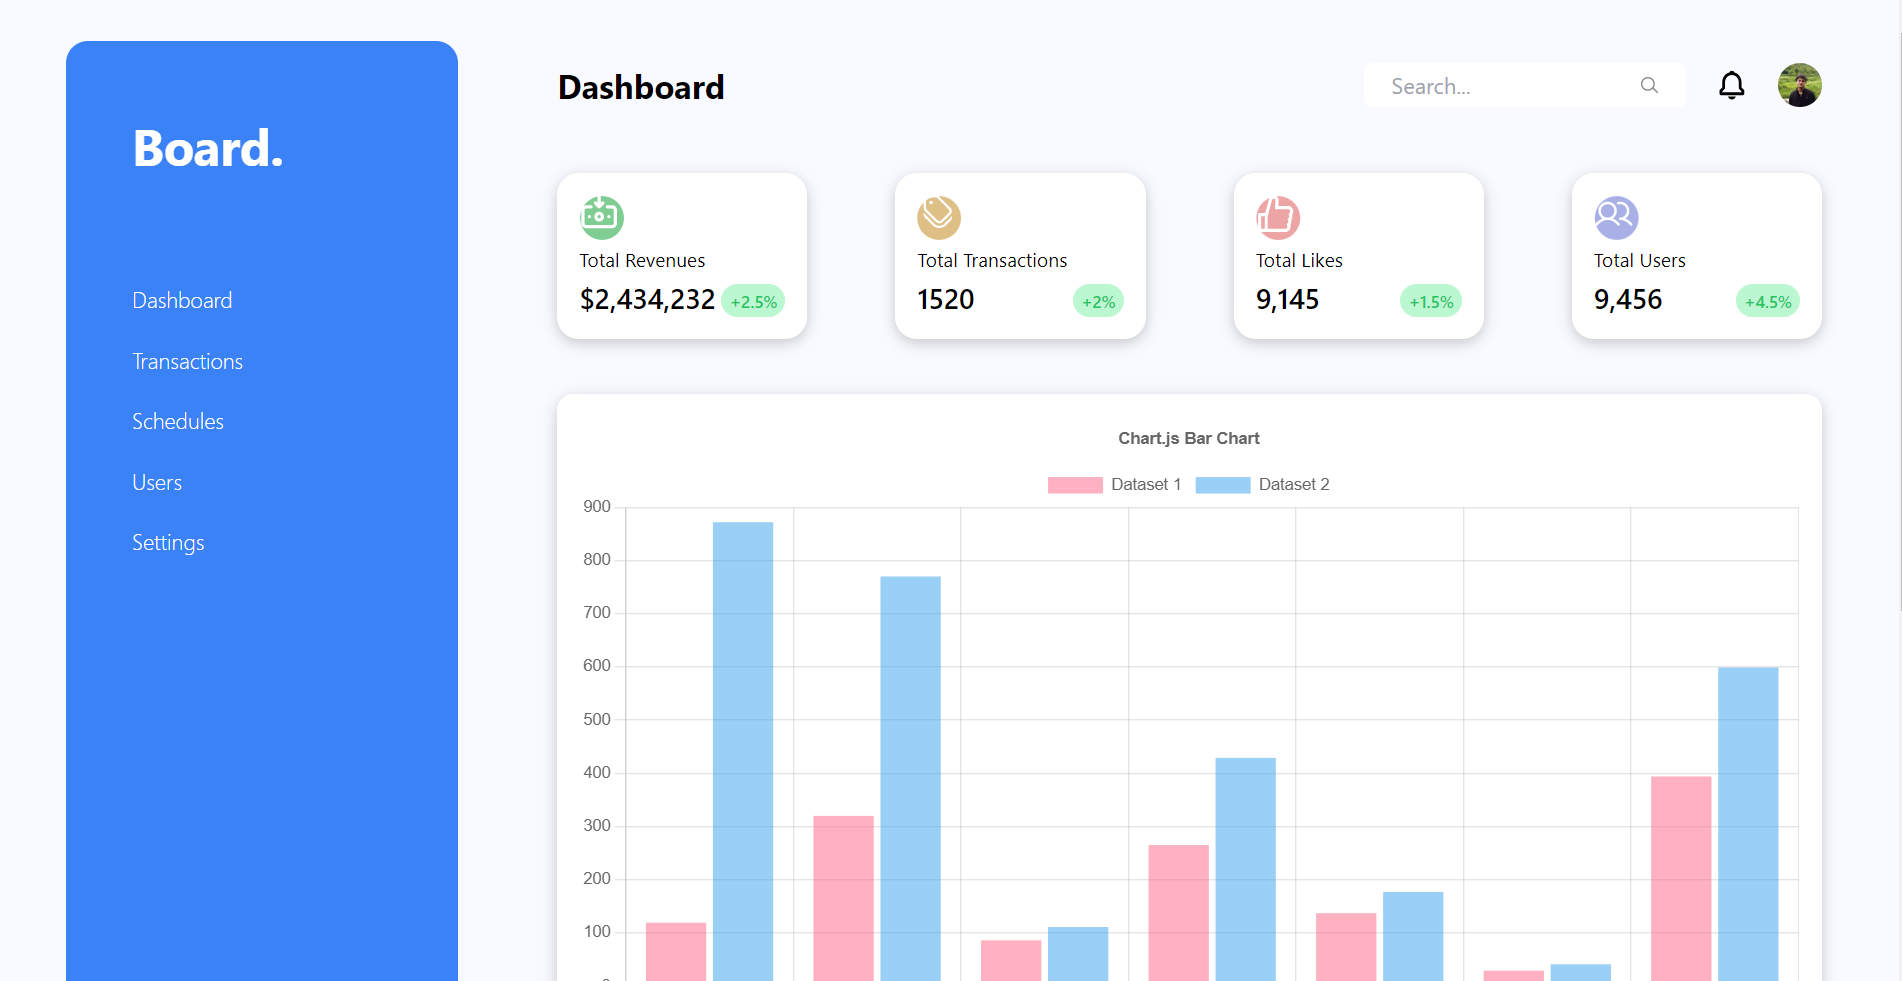 Board.
Dashboard
Transactions
Schedules
Users
Settings
Dashboard
Search...
Total Revenues
$2,434,232 +2.5%
Total Transactions
1520 +2%
Total Likes
9,145 +1.5%
Total Users
9,456 +4.5%
Chart.js Bar Chart
Dataset 1 Dataset 2
900
800
700
600
500
400
300
200
100